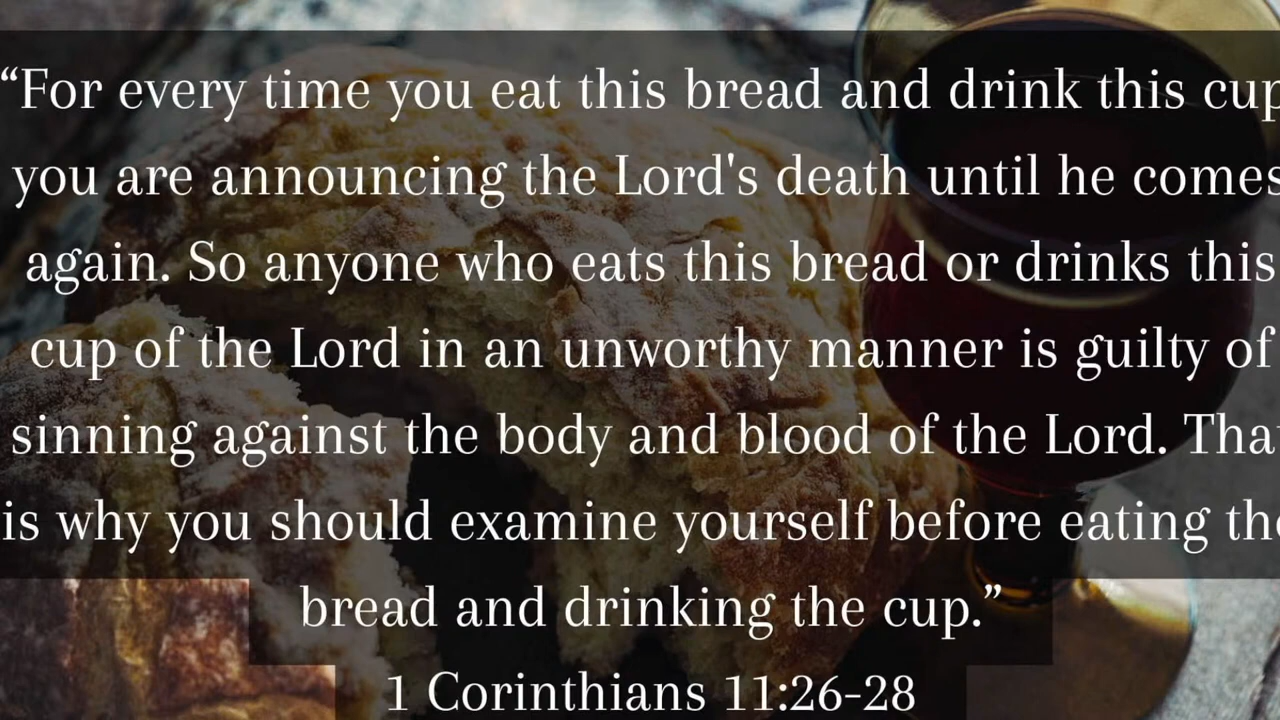 “For every time you eat this bread and drink this cup
you are announcing the Lord's death until he comes
again. So anyone who eats this bread or drinks this
cup of the Lord in an unworthy manner is guilty of
sinning against the body and blood of the Lord. That
is why you should examine yourself before eating the
bread and drinking the cup.”
1 Corinthians 11:26-28